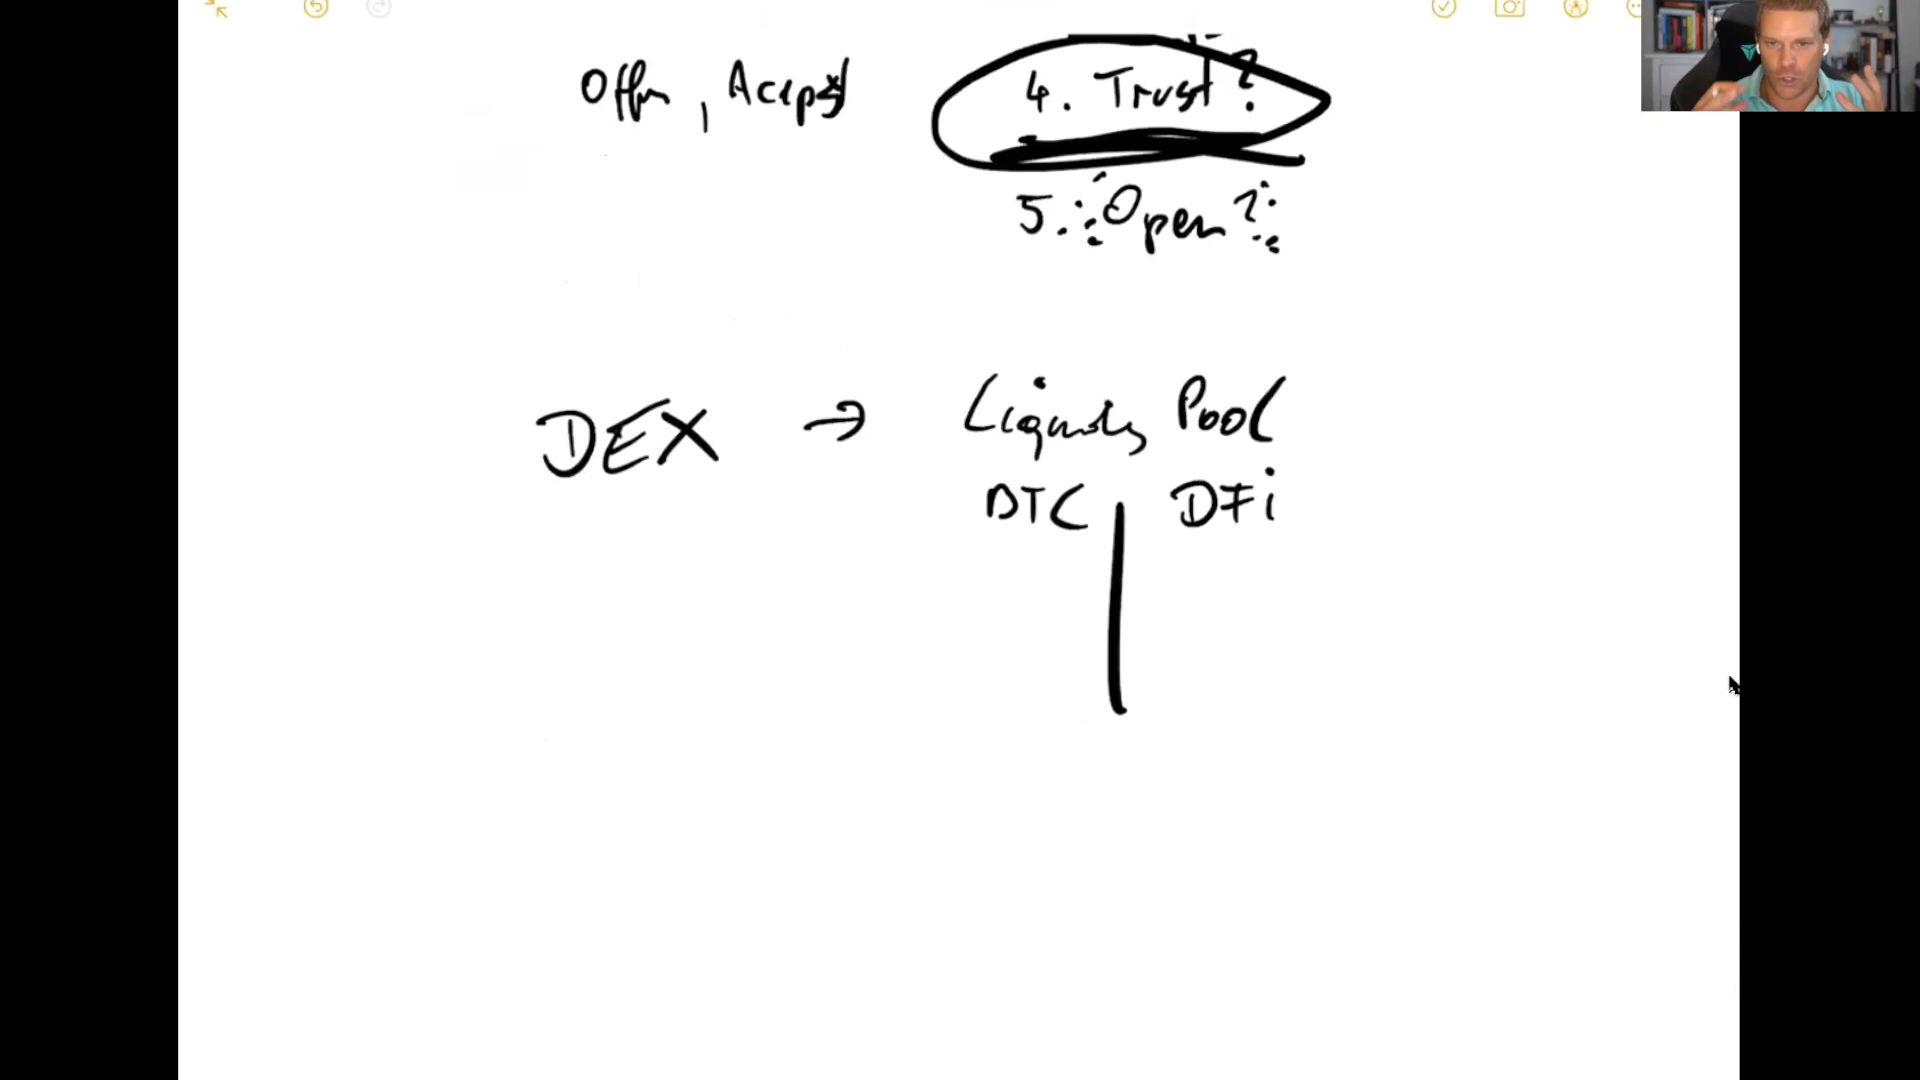 Offer, Accept
4. Trust?
5. Open?
DEX → Liquidity Pool
BTC | DFi